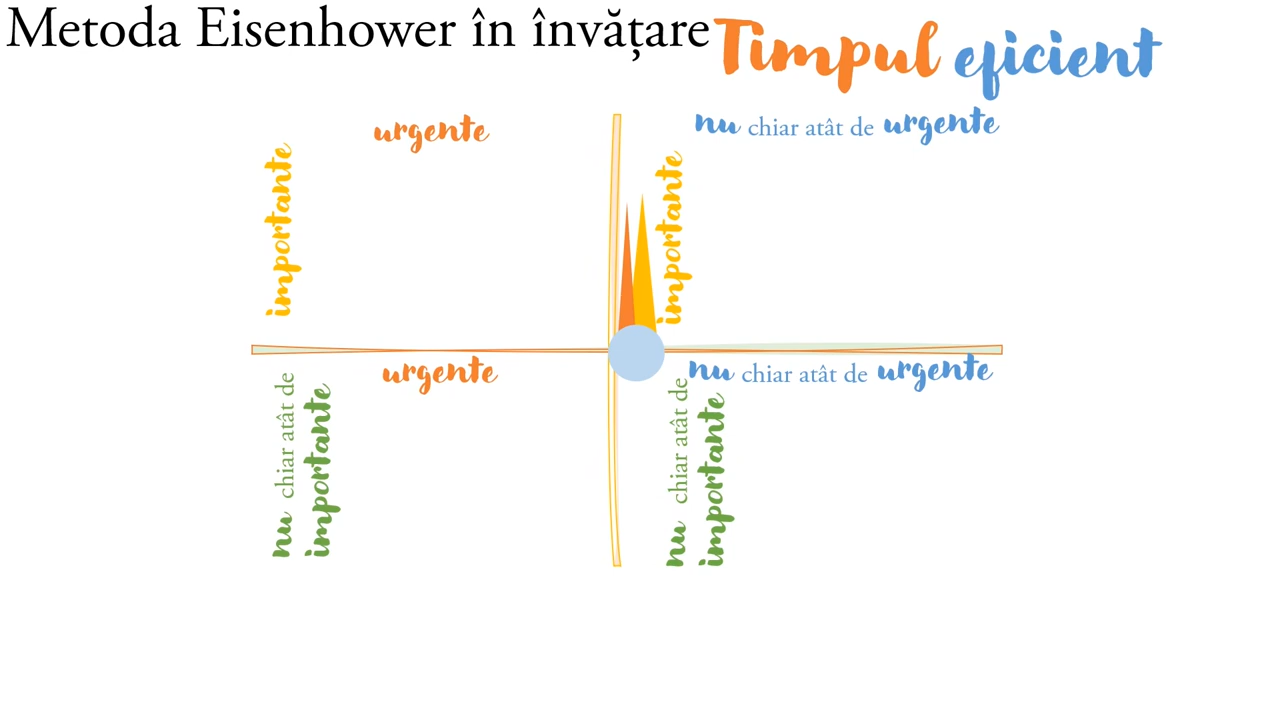 Metoda Eisenhower în învățare Timpul eficient
urgente
nu chiar atât de urgente
importante
importante
urgente
nu chiar atât de urgente
nu chiar atât de
importante
nu chiar atât de
importante